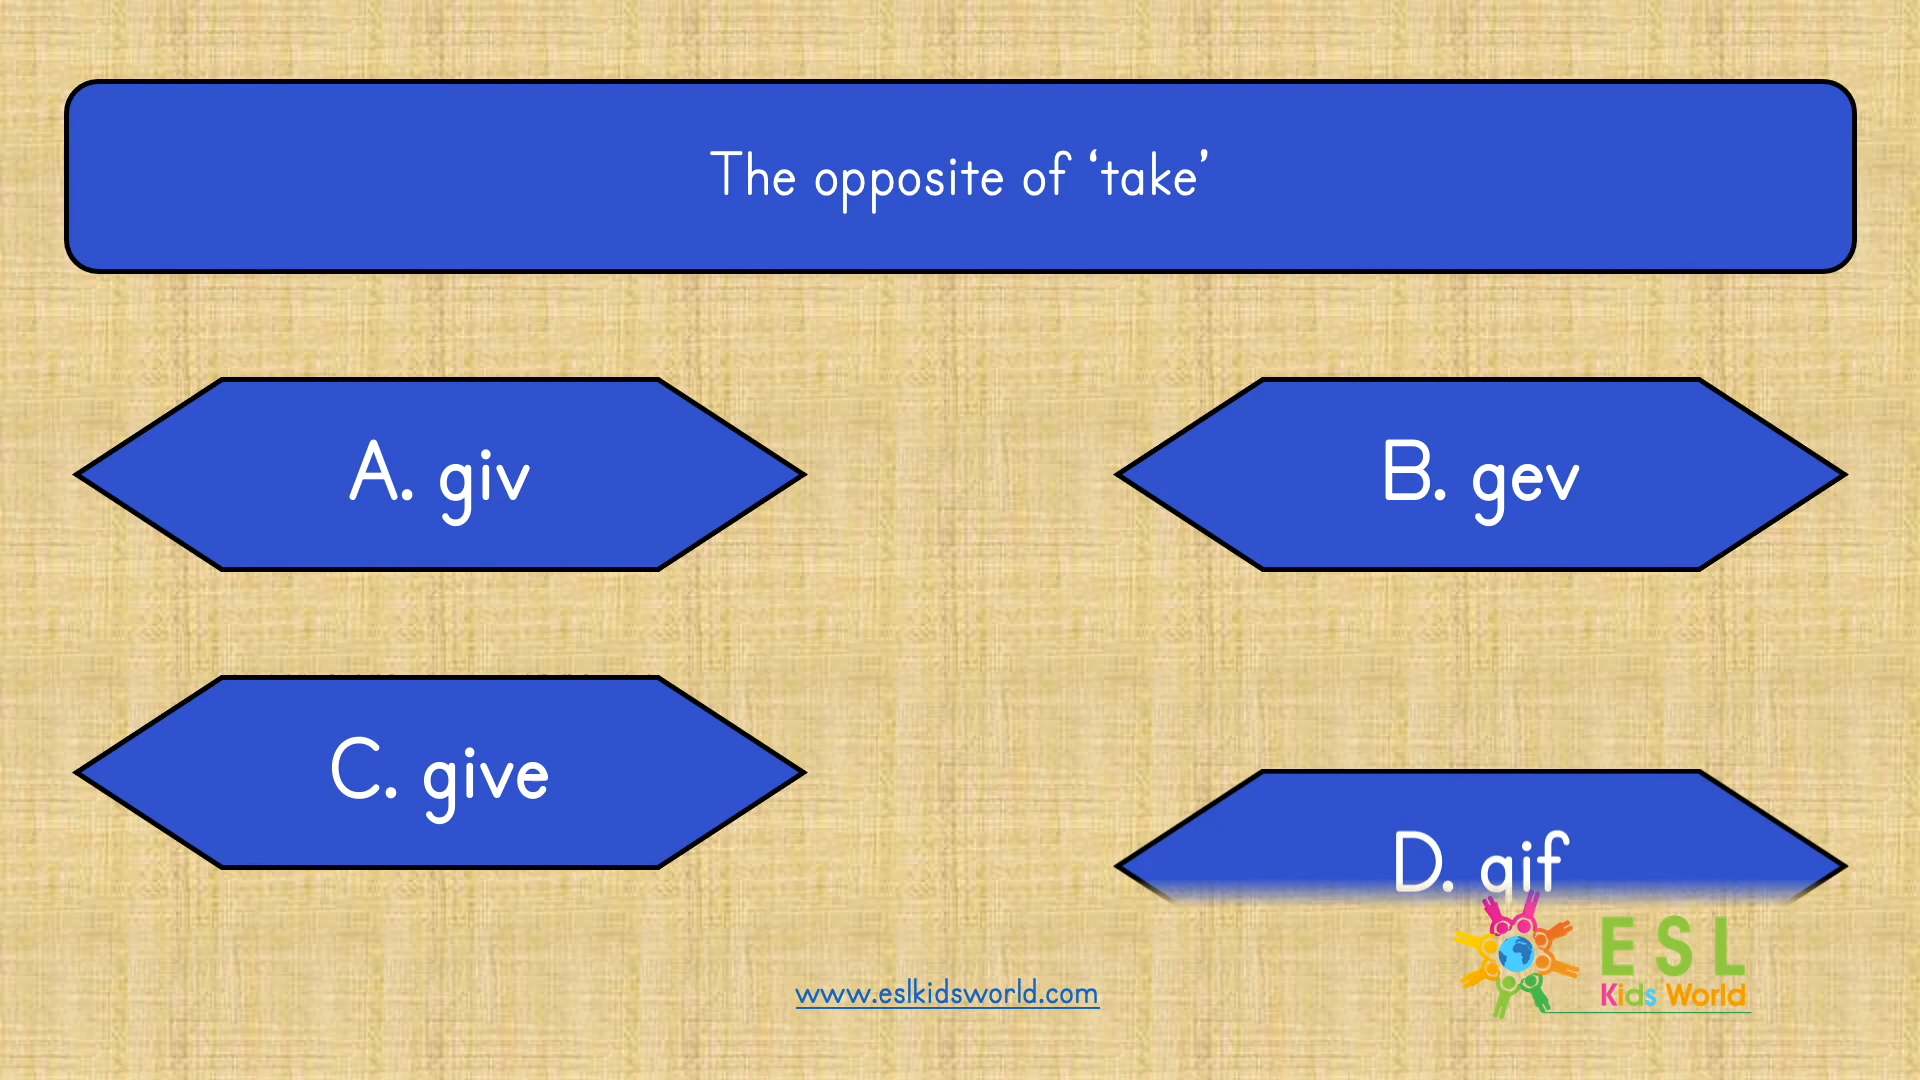 The opposite of ‘take’
A. giv
B. gev
C. give
D. gif
www.eslkidsworld.com
ESL
Kids World